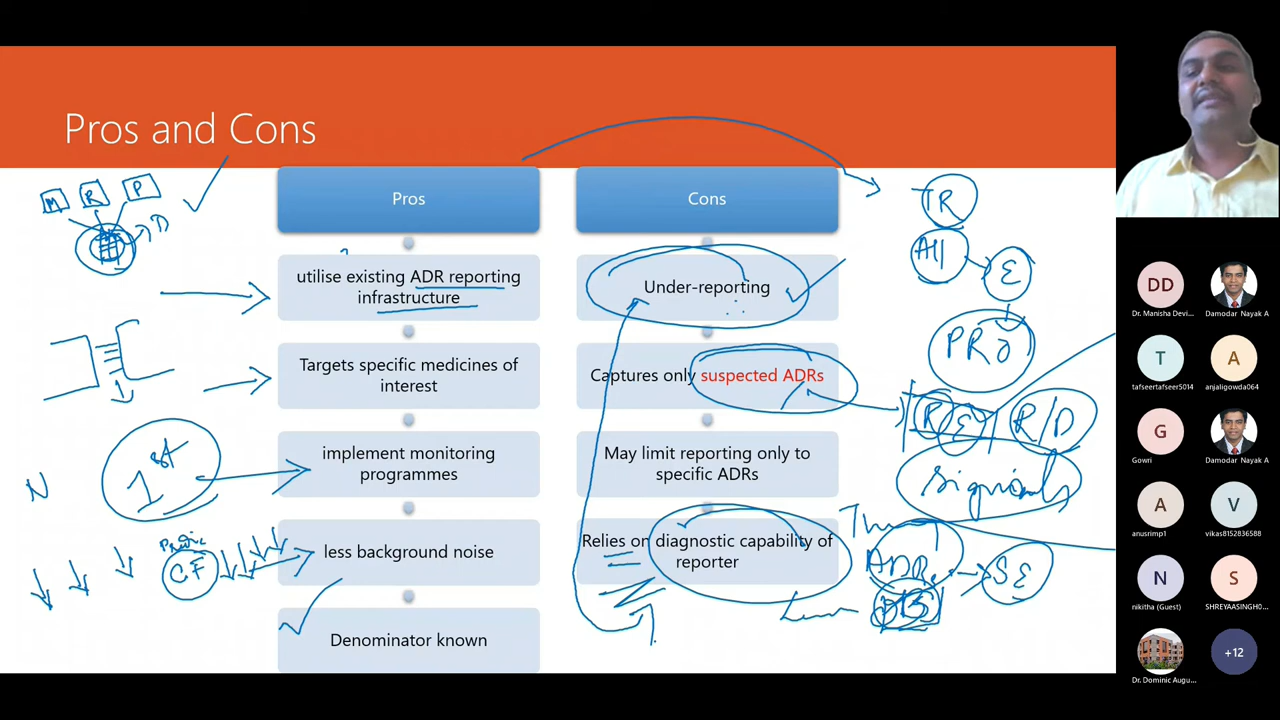 Pros and Cons
M R P
D
Pros
utilise existing ADR reporting
infrastructure
Targets specific medicines of
interest
implement monitoring
programmes
less background noise
Denominator known
N
1st
CF
Cons
Under-reporting
Captures only suspected ADRs
May limit reporting only to
specific ADRs
Relies on diagnostic capability of
reporter
TR
All
E
PRO
R E R/D
Signals
ADR
SE
DD
Dr. Manisha Devi...
Damodar Nayak A
T
tafseertafseer5014
A
anjaligowda064
G
Gowri
Damodar Nayak A
A
anusrimp1
V
vikas8152836588
N
nikitha (Guest)
S
SHREYAASINGH0...
Dr. Dominic Augu...
+12